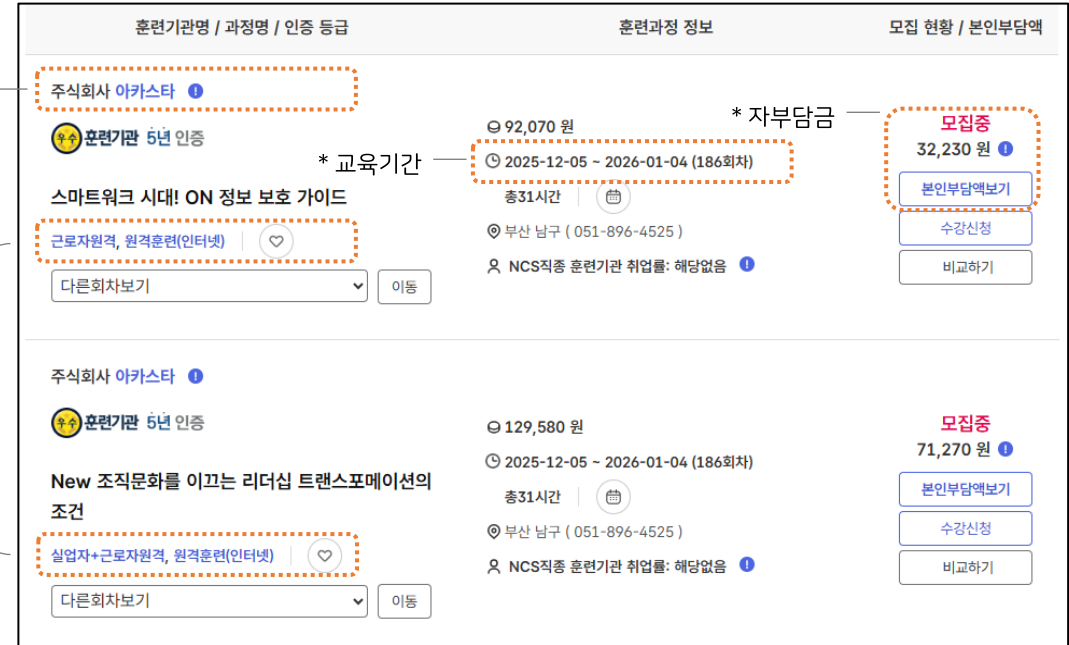 훈련기관명 / 과정명 / 인증 등급
훈련과정 정보
모집 현황 / 본인부담액
주식회사 아카스타 !
우수 훈련기관 5년 인증
스마트워크 시대! ON 정보 보호 가이드
근로자원격, 원격훈련(인터넷)
다른회차보기
이동
* 교육기간
92,070 원
2025-12-05 ~ 2026-01-04 (186회차)
총31시간
부산 남구 ( 051-896-4525 )
NCS직종 훈련기관 취업률: 해당없음 !
* 자부담금
모집중
32,230 원 !
본인부담액보기
수강신청
비교하기
주식회사 아카스타 !
우수 훈련기관 5년 인증
New 조직문화를 이끄는 리더십 트랜스포메이션의
조건
실업자+근로자원격, 원격훈련(인터넷)
다른회차보기
이동
129,580 원
2025-12-05 ~ 2026-01-04 (186회차)
총31시간
부산 남구 ( 051-896-4525 )
NCS직종 훈련기관 취업률: 해당없음 !
모집중
71,270 원 !
본인부담액보기
수강신청
비교하기